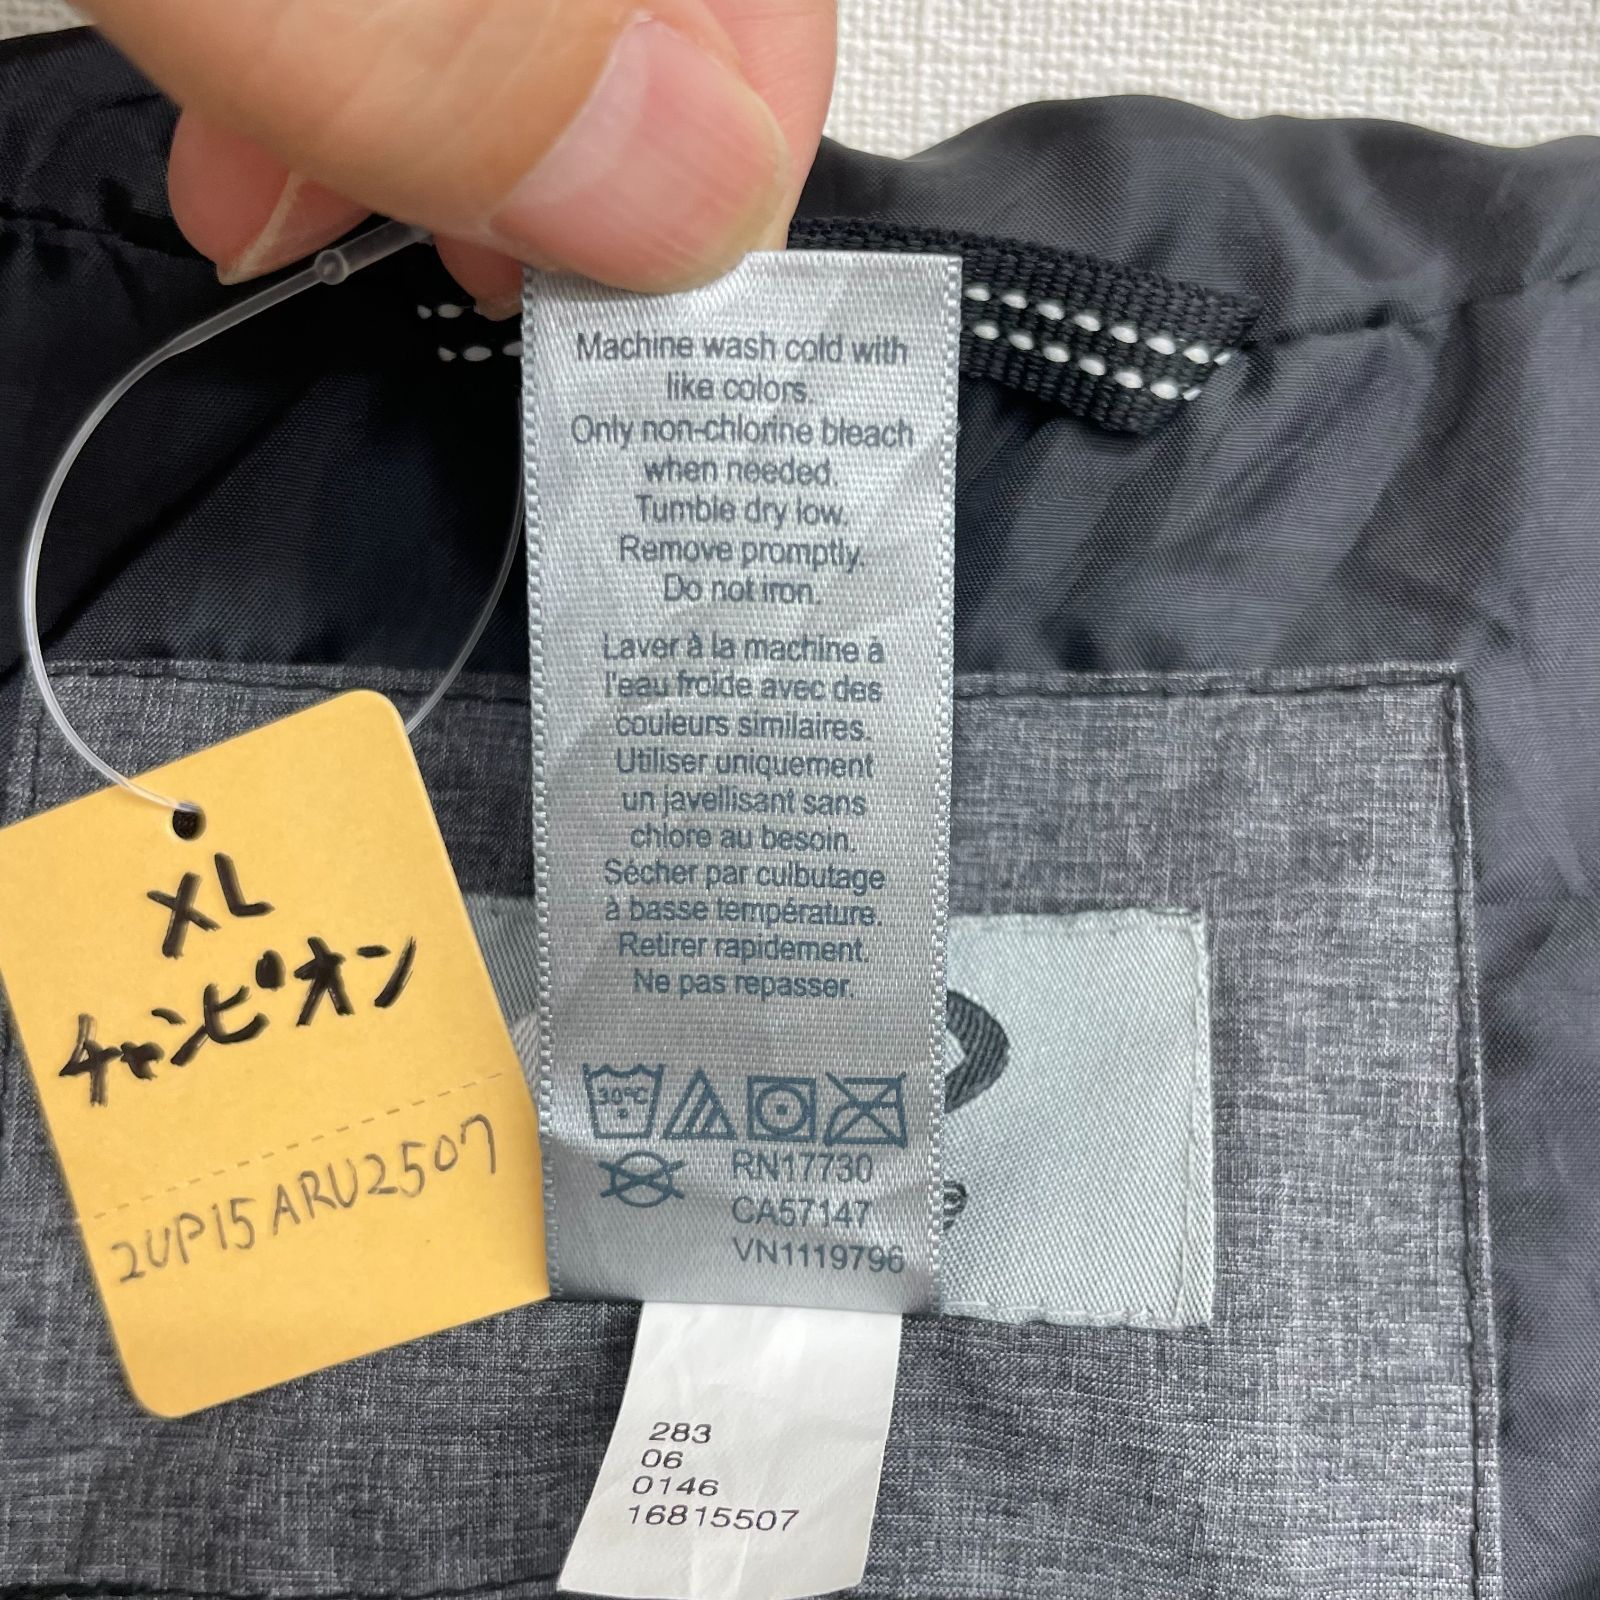 Machine wash cold with
like colors.
Only non-chlorine bleach
when needed.
Tumble dry low.
Remove promptly.
Do not iron.
Laver à la machine à
l'eau froide avec des
couleurs similaires.
Utiliser uniquement
un javellisant sans
chlore au besoin.
Sécher par culbutage
à basse température.
Retirer rapidement.
Ne pas repasser.
30°C
RN17730
CA57147
VN1119796
XL
チャンピオン
2UP15ARU2507
283
06
0146
16815507